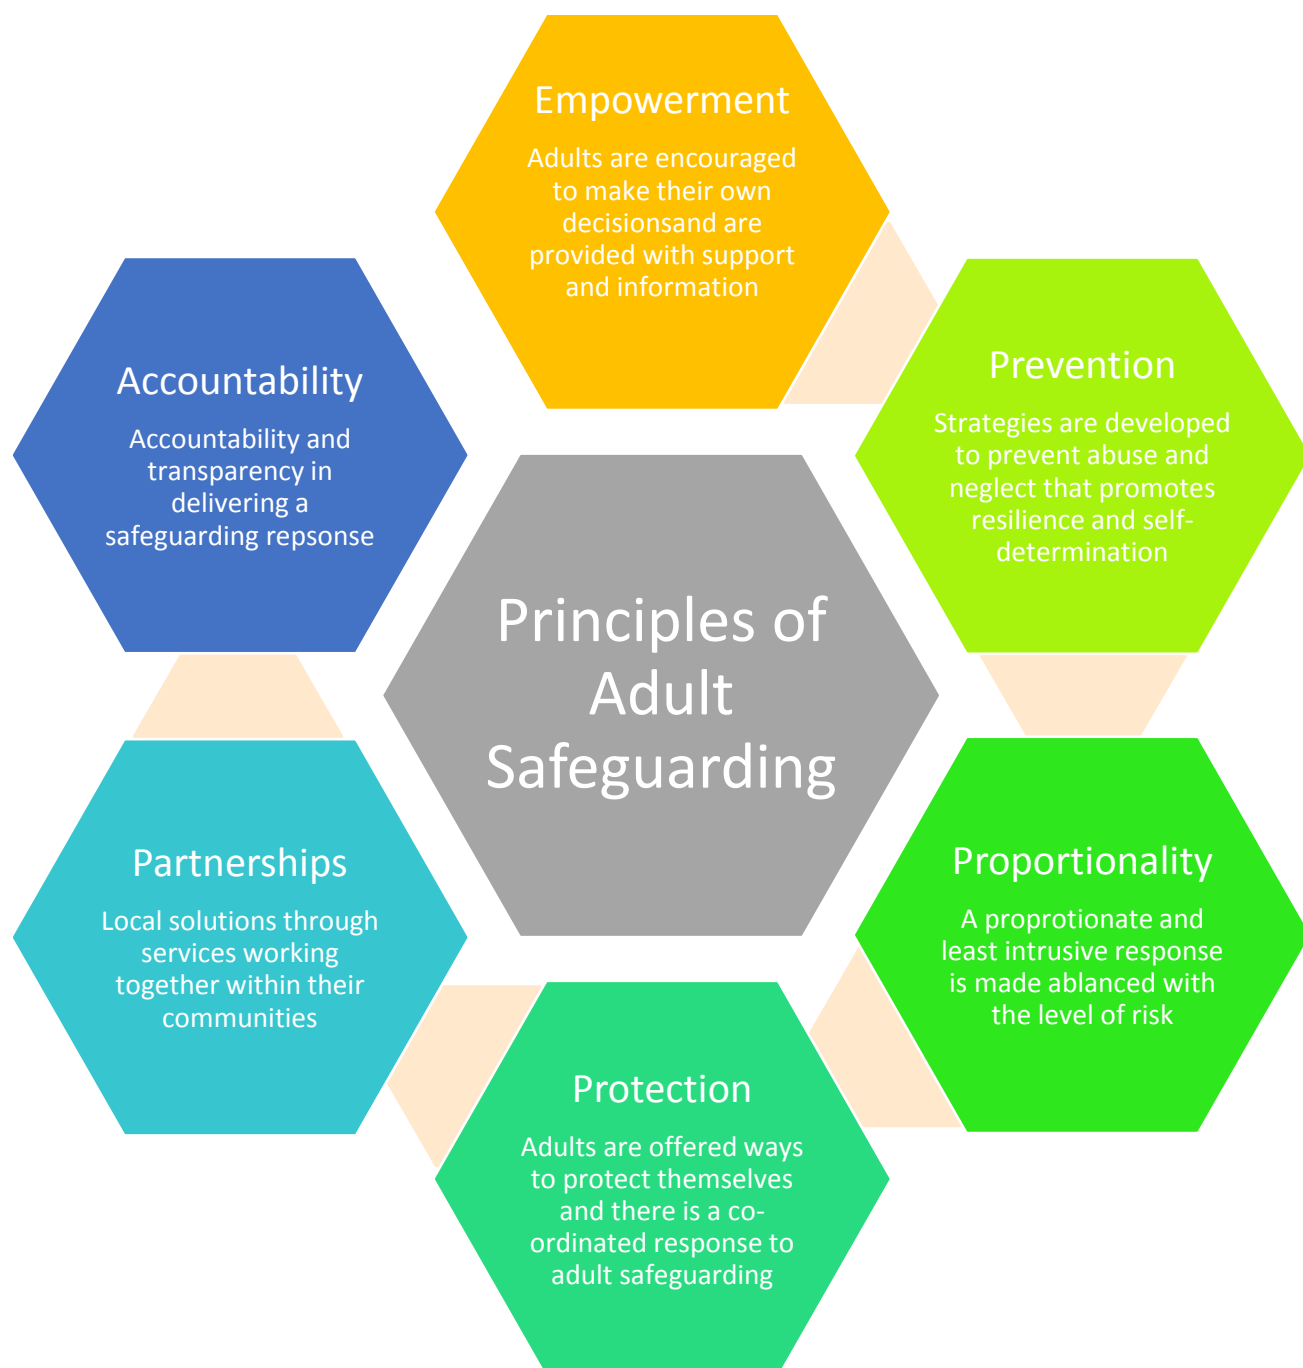 Empowerment
Adults are encouraged
to make their own
decisionsand are
provided with support
and information
Prevention
Strategies are developed
to prevent abuse and
neglect that promotes
resilience and self-
determination
Proportionality
A proprotionate and
least intrusive response
is made ablanced with
the level of risk
Protection
Adults are offered ways
to protect themselves
and there is a co-
ordinated response to
adult safeguarding
Partnerships
Local solutions through
services working
together within their
communities
Accountability
Accountability and
transparency in
delivering a
safeguarding repsonse
Principles of
Adult
Safeguarding